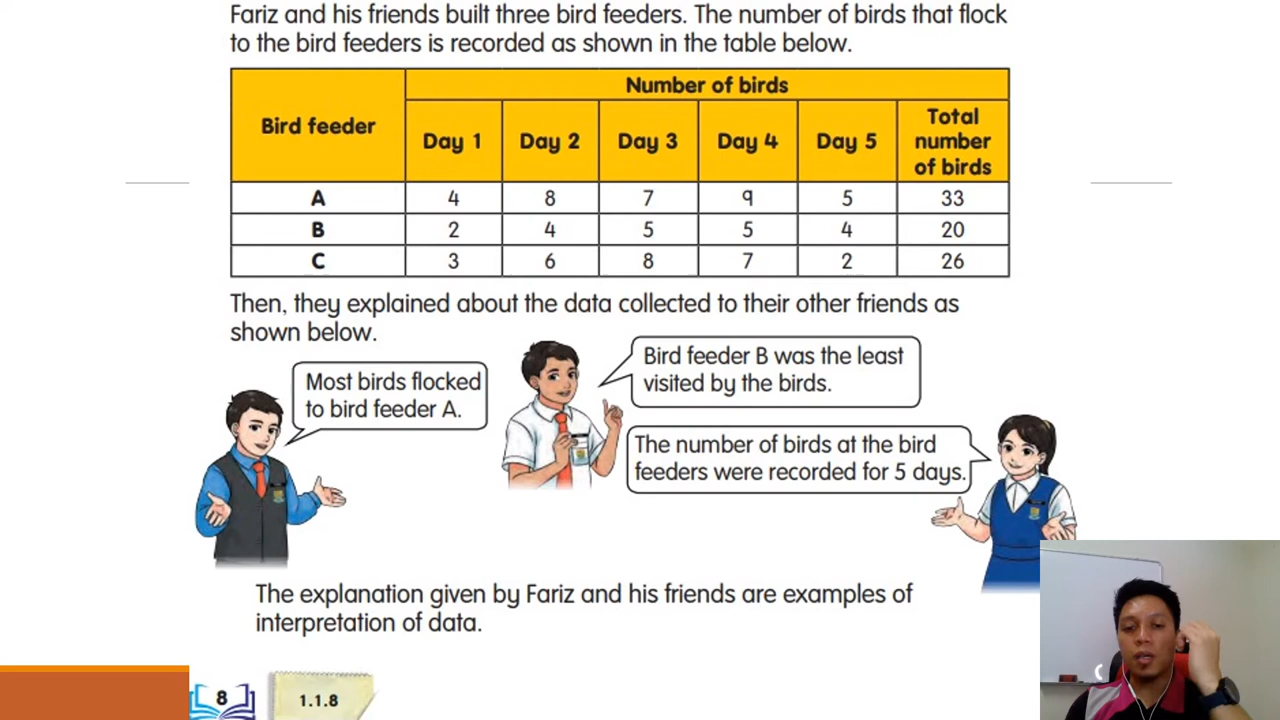 Fariz and his friends built three bird feeders. The number of birds that flock
to the bird feeders is recorded as shown in the table below.
Bird feeder
Number of birds
Day 1 Day 2 Day 3 Day 4 Day 5 Total number of birds
A 4 8 7 9 5 33
B 2 4 5 5 4 20
C 3 6 8 7 2 26
Then, they explained about the data collected to their other friends as
shown below.
Most birds flocked
to bird feeder A.
Bird feeder B was the least
visited by the birds.
The number of birds at the bird
feeders were recorded for 5 days.
The explanation given by Fariz and his friends are examples of
interpretation of data.
8
1.1.8